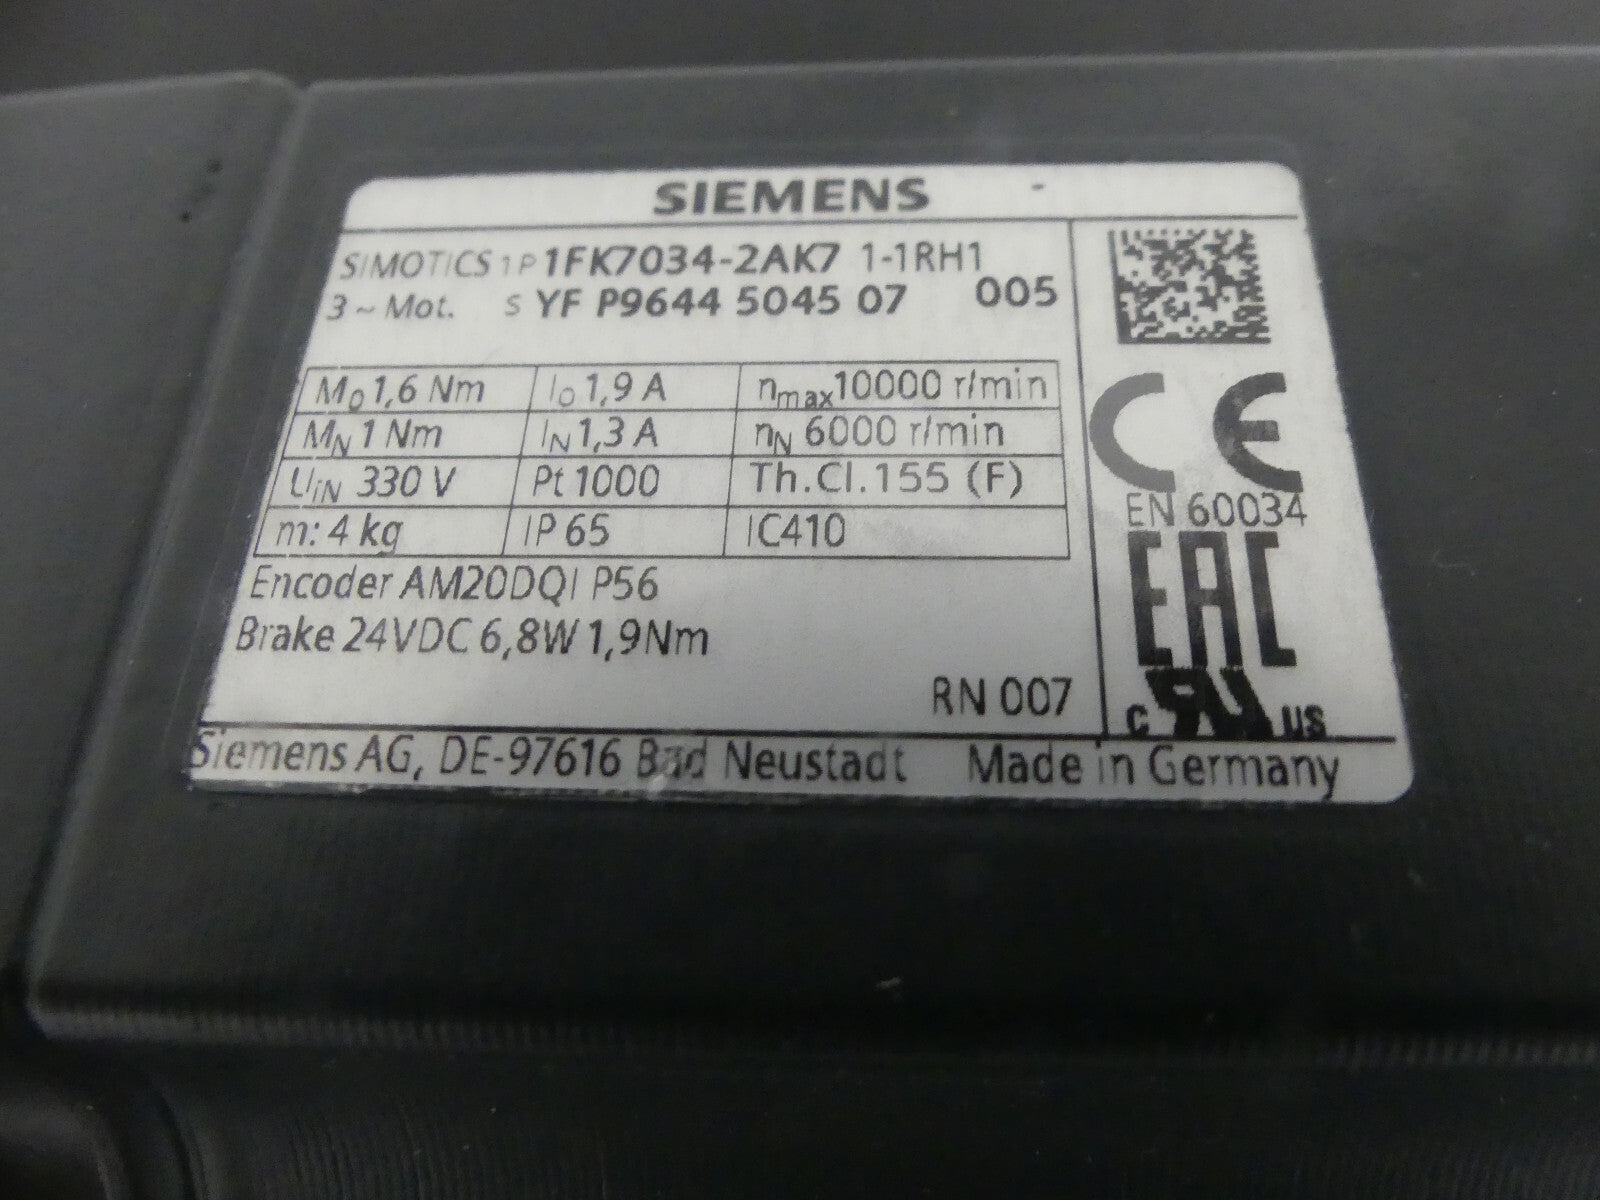 SIEMENS
SIMOTICS 1P 1FK7034-2AK7 1-1RH1
3 ~ Mot. S YF P9644 5045 07 005
M0 1,6 Nm I0 1,9 A nmax10000 r/min
MN 1 Nm IN 1,3 A nN 6000 r/min
UIN 330 V Pt 1000 Th.Cl.155 (F)
m: 4 kg IP 65 IC410
Encoder AM20DQI P56
Brake 24VDC 6,8W 1,9Nm
RN 007
CE
EN 60034
EAC
C RU US
Siemens AG, DE-97616 Bad Neustadt Made in Germany